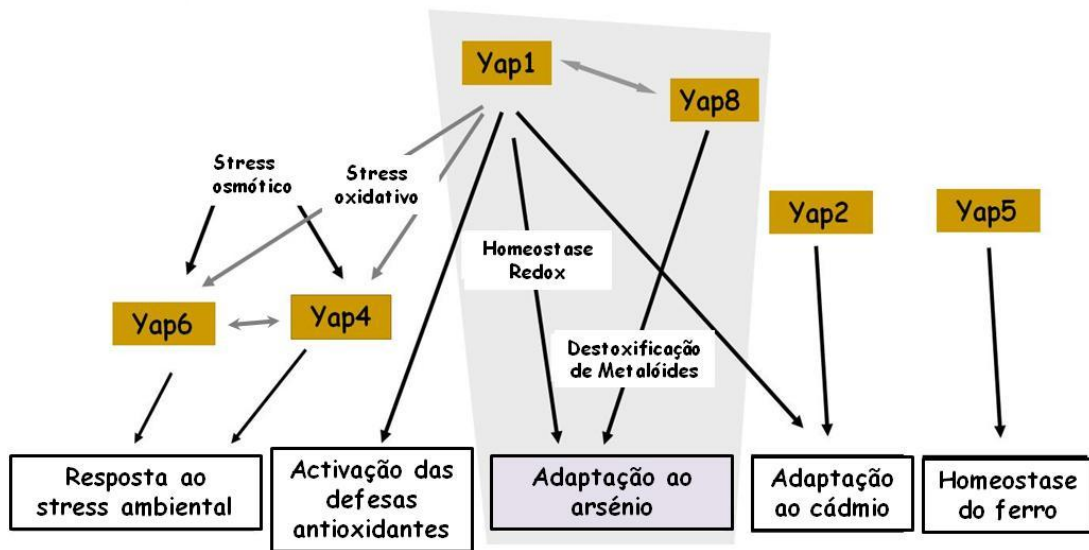 Yap1
Yap8
Stress
osmótico
Stress
oxidativo
Yap2
Yap5
Homeostase
Redox
Yap6
Yap4
Destoxificação
de Metalóides
Resposta ao
stress ambiental
Activação das
defesas
antioxidantes
Adaptação ao
arsénio
Adaptação
ao cádmio
Homeostase
do ferro